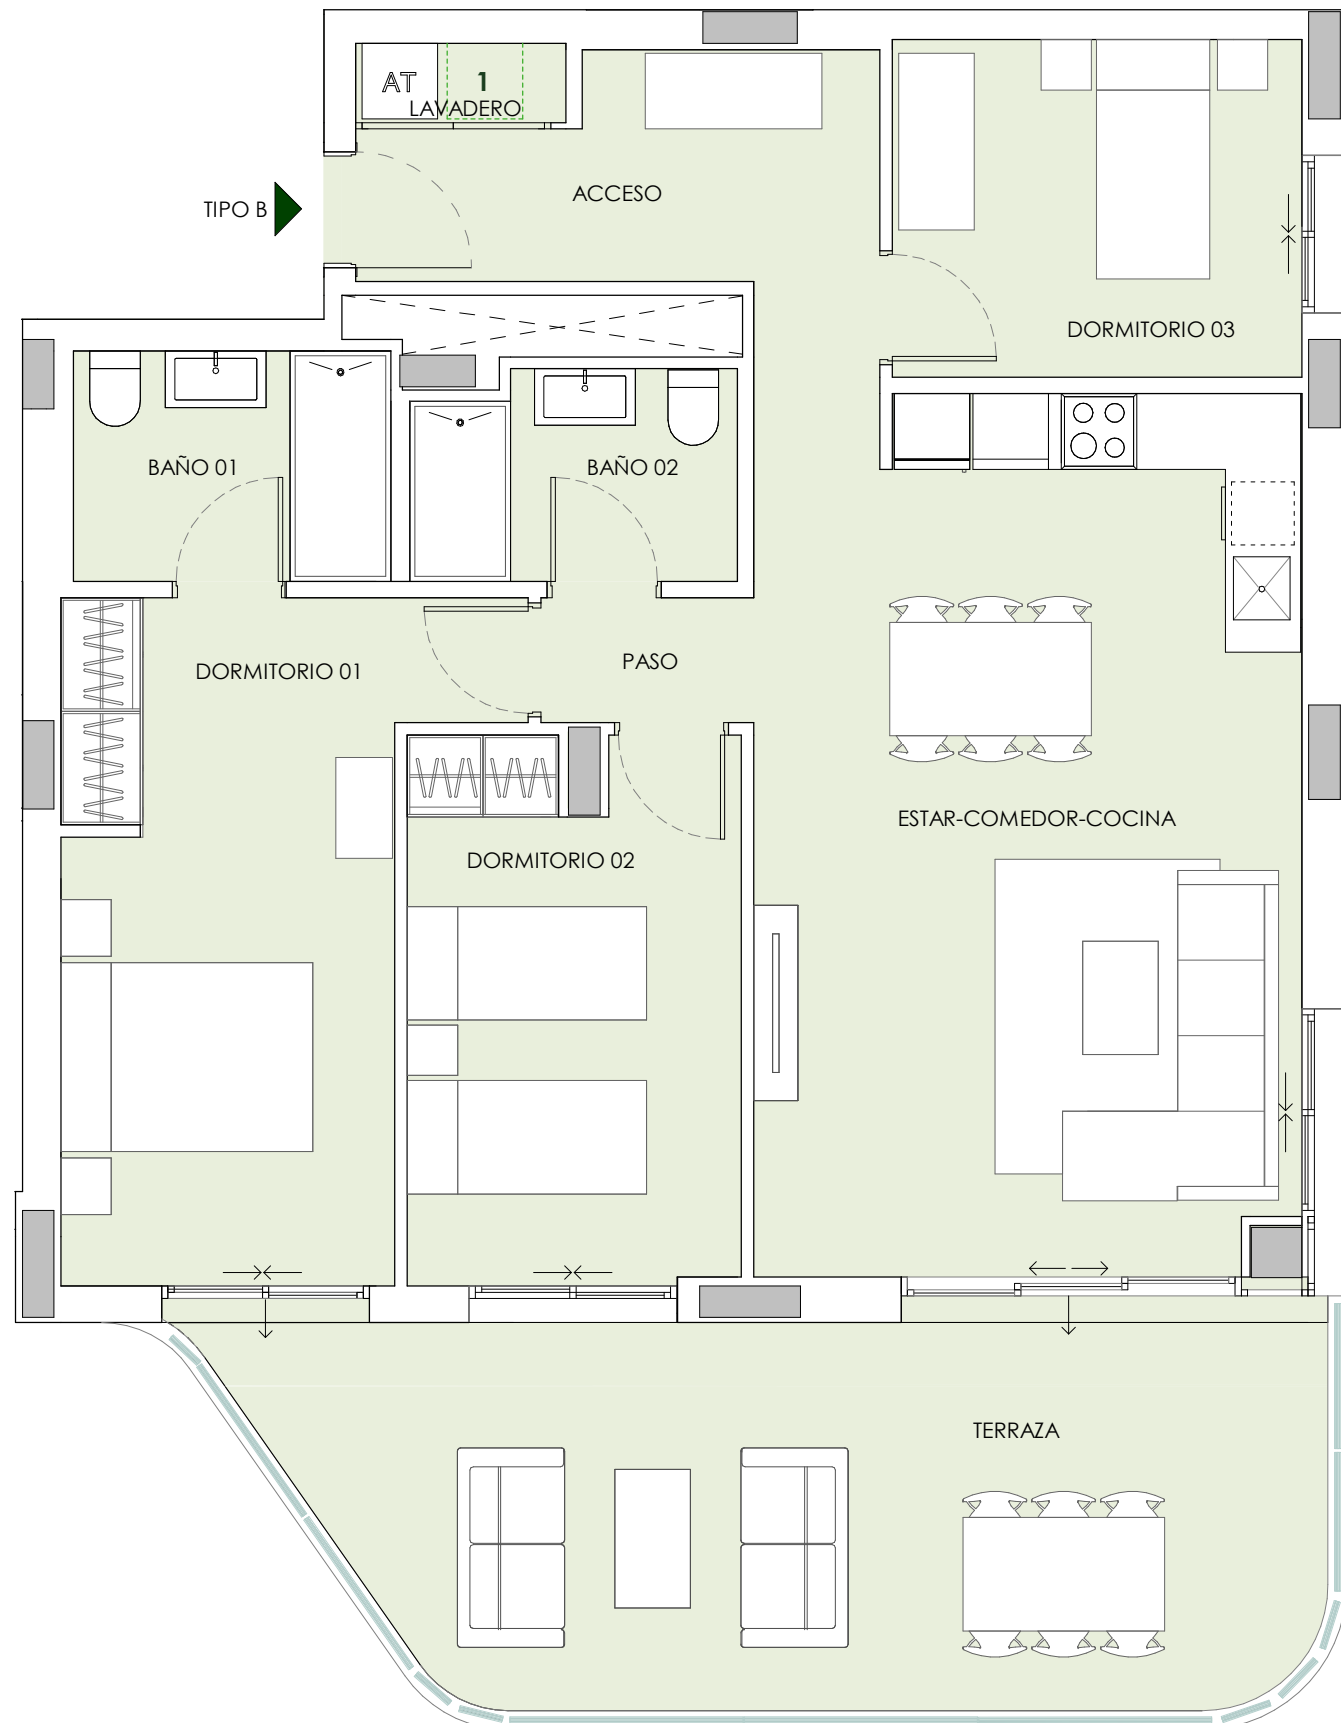 AT
1
LAVADERO
ACCESO
TIPO B
DORMITORIO 03
BAÑO 01
BAÑO 02
DORMITORIO 01
PASO
ESTAR-COMEDOR-COCINA
DORMITORIO 02
TERRAZA